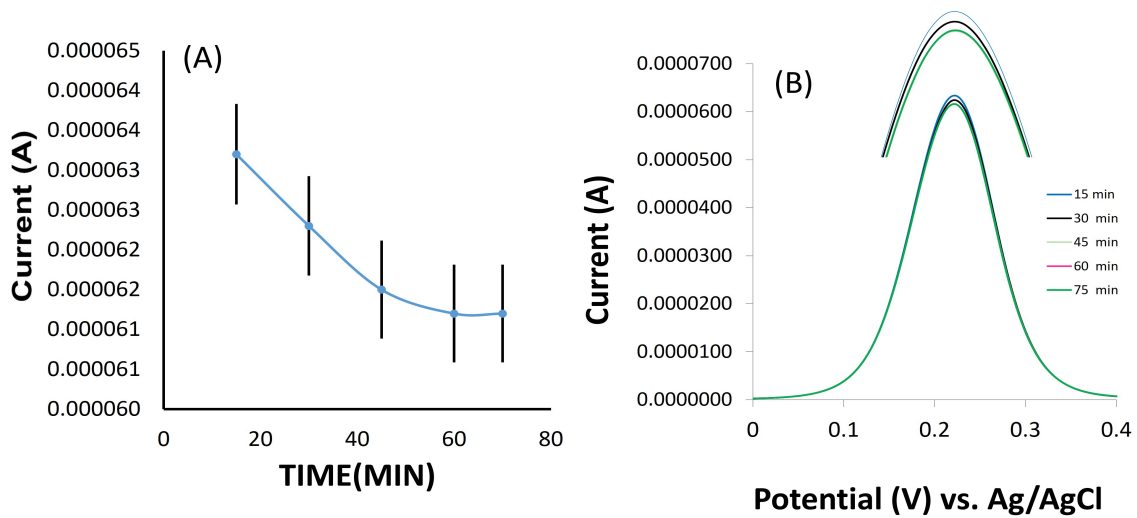 (A)
Current (A)
0.000065
0.000064
0.000064
0.000063
0.000063
0.000062
0.000062
0.000061
0.000061
0.000060
0 20 40 60 80
TIME(MIN)
(B)
Current (A)
0.0000700
0.0000600
0.0000500
0.0000400
0.0000300
0.0000200
0.0000100
0.0000000
0 0.1 0.2 0.3 0.4
15 min
30 min
45 min
60 min
75 min
Potential (V) vs. Ag/AgCl